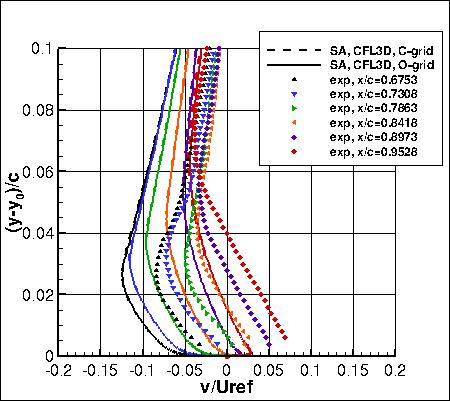 SA, CFL3D, C-grid
SA, CFL3D, O-grid
exp, x/c=0.6753
exp, x/c=0.7308
exp, x/c=0.7863
exp, x/c=0.8418
exp, x/c=0.8973
exp, x/c=0.9528
0.1
0.08
0.06
0.04
0.02
0
(y-y0)/c
-0.2 -0.15 -0.1 -0.05 0 0.05 0.1 0.15 0.2
v/Uref